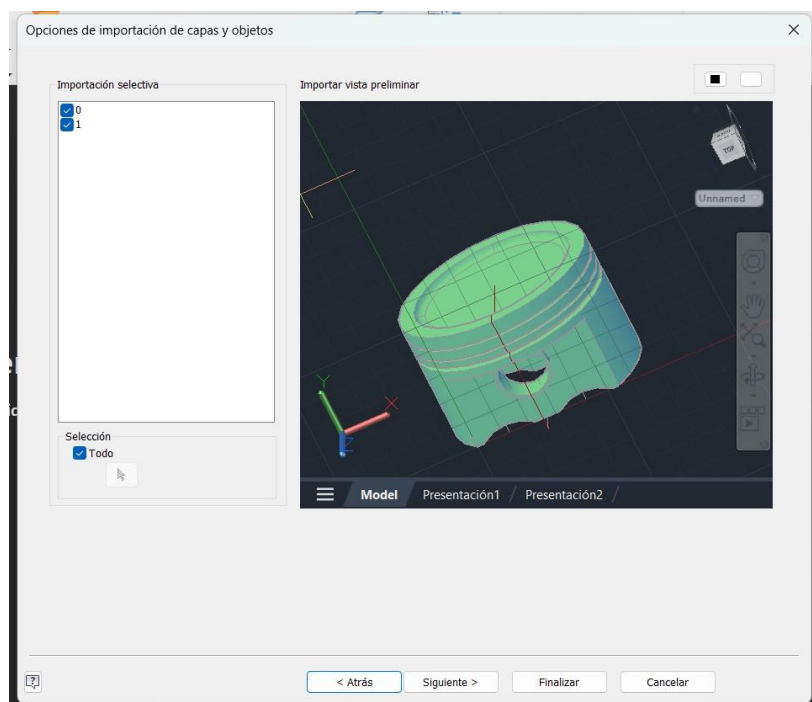 Opciones de importación de capas y objetos
Importación selectiva
0
1
Selección
Todo
Importar vista preliminar
TOP
Unnamed
Y
X
Z
Model
Presentación1
Presentación2
?
< Atrás
Siguiente >
Finalizar
Cancelar